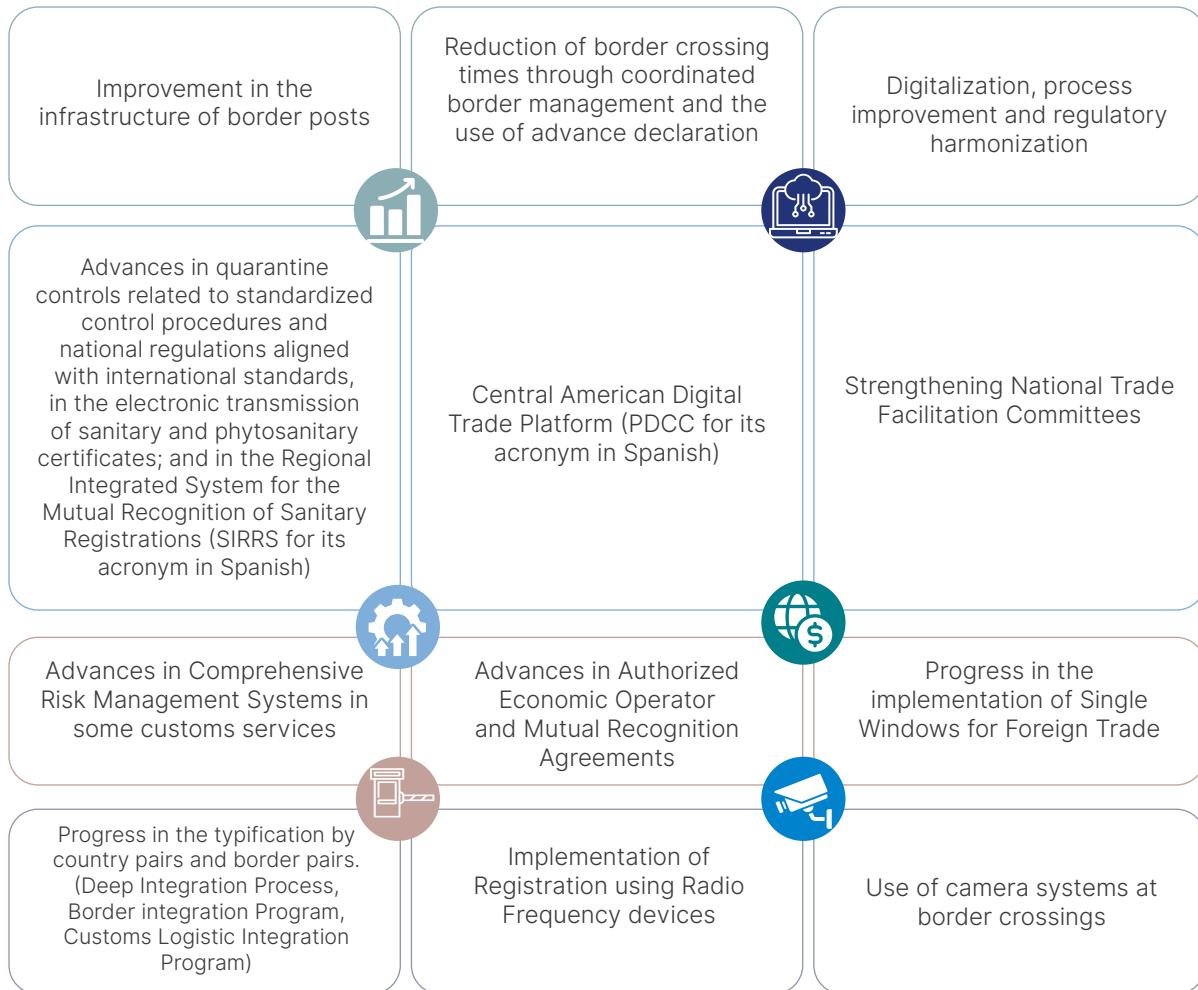 Improvement in the
infrastructure of border posts
Reduction of border crossing
times through coordinated
border management and the
use of advance declaration
Digitalization, process
improvement and regulatory
harmonization
Advances in quarantine
controls related to standardized
control procedures and
national regulations aligned
with international standards,
in the electronic transmission
of sanitary and phytosanitary
certificates; and in the Regional
Integrated System for the
Mutual Recognition of Sanitary
Registrations (SIRRS for its
acronym in Spanish)
Central American Digital
Trade Platform (PDCC for its
acronym in Spanish)
Strengthening National Trade
Facilitation Committees
Advances in Comprehensive
Risk Management Systems in
some customs services
Advances in Authorized
Economic Operator
and Mutual Recognition
Agreements
Progress in the
implementation of Single
Windows for Foreign Trade
Progress in the typification by
country pairs and border pairs.
(Deep Integration Process,
Border integration Program,
Customs Logistic Integration
Program)
Implementation of
Registration using Radio
Frequency devices
Use of camera systems at
border crossings
$